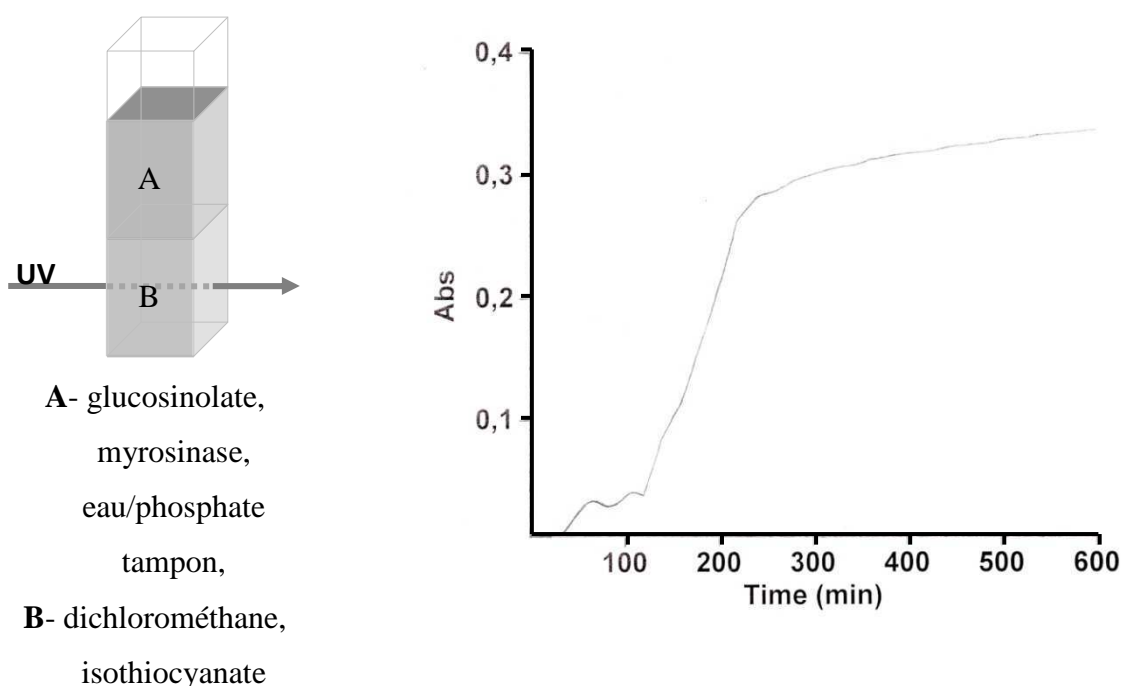 A
UV
B
A- glucosinolate,
myrosinase,
eau/phosphate
tampon,
B- dichlorométhane,
isothiocyanate
0,4
0,3
0,2
0,1
Abs
100 200 300 400 500 600
Time (min)